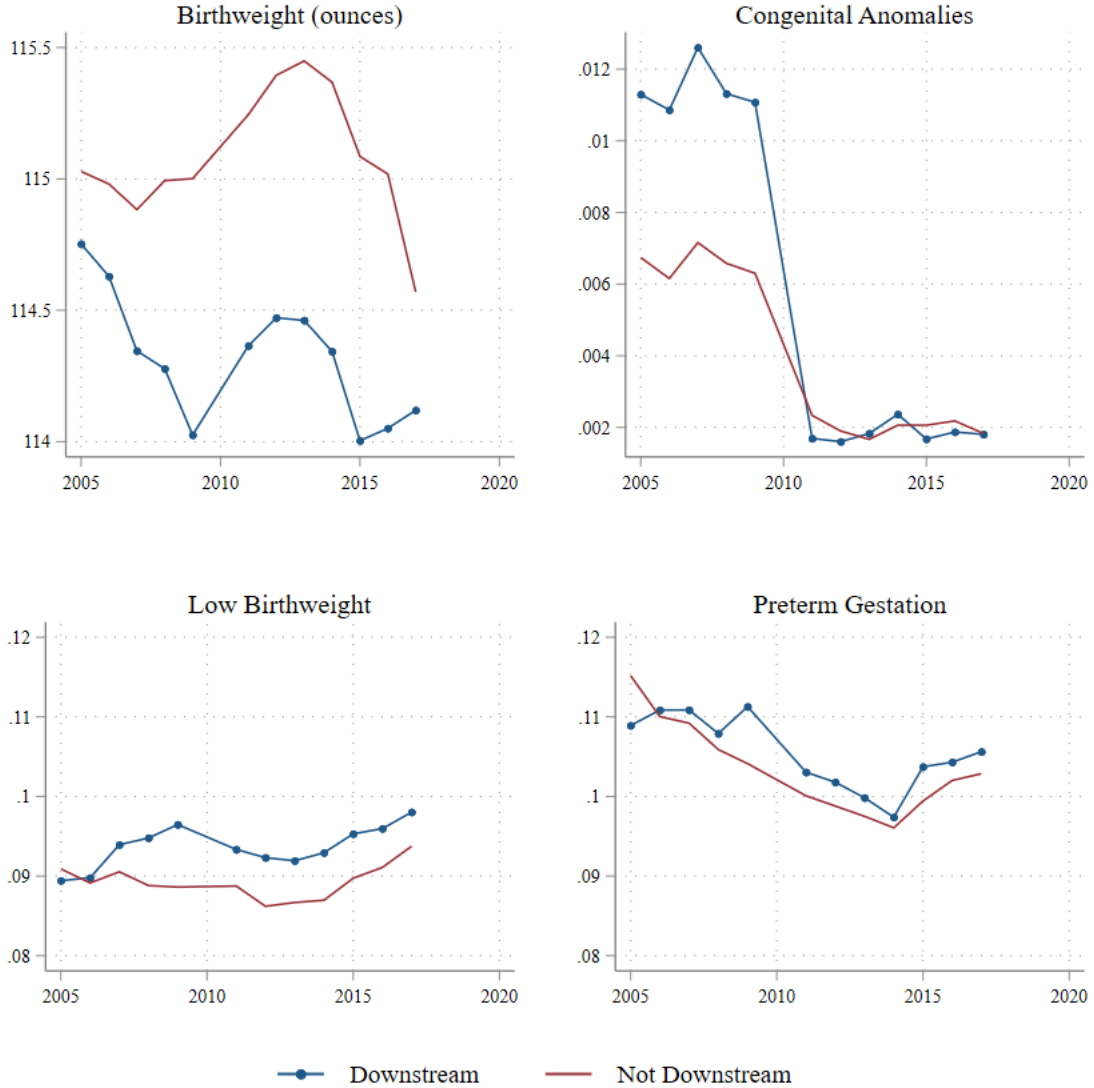 Birthweight (ounces)
115.5
115
114.5
114
2005 2010 2015 2020
Congenital Anomalies
.012
.01
.008
.006
.004
.002
2005 2010 2015 2020
Low Birthweight
.12
.11
.1
.09
.08
2005 2010 2015 2020
Preterm Gestation
.12
.11
.1
.09
.08
2005 2010 2015 2020
Downstream Not Downstream